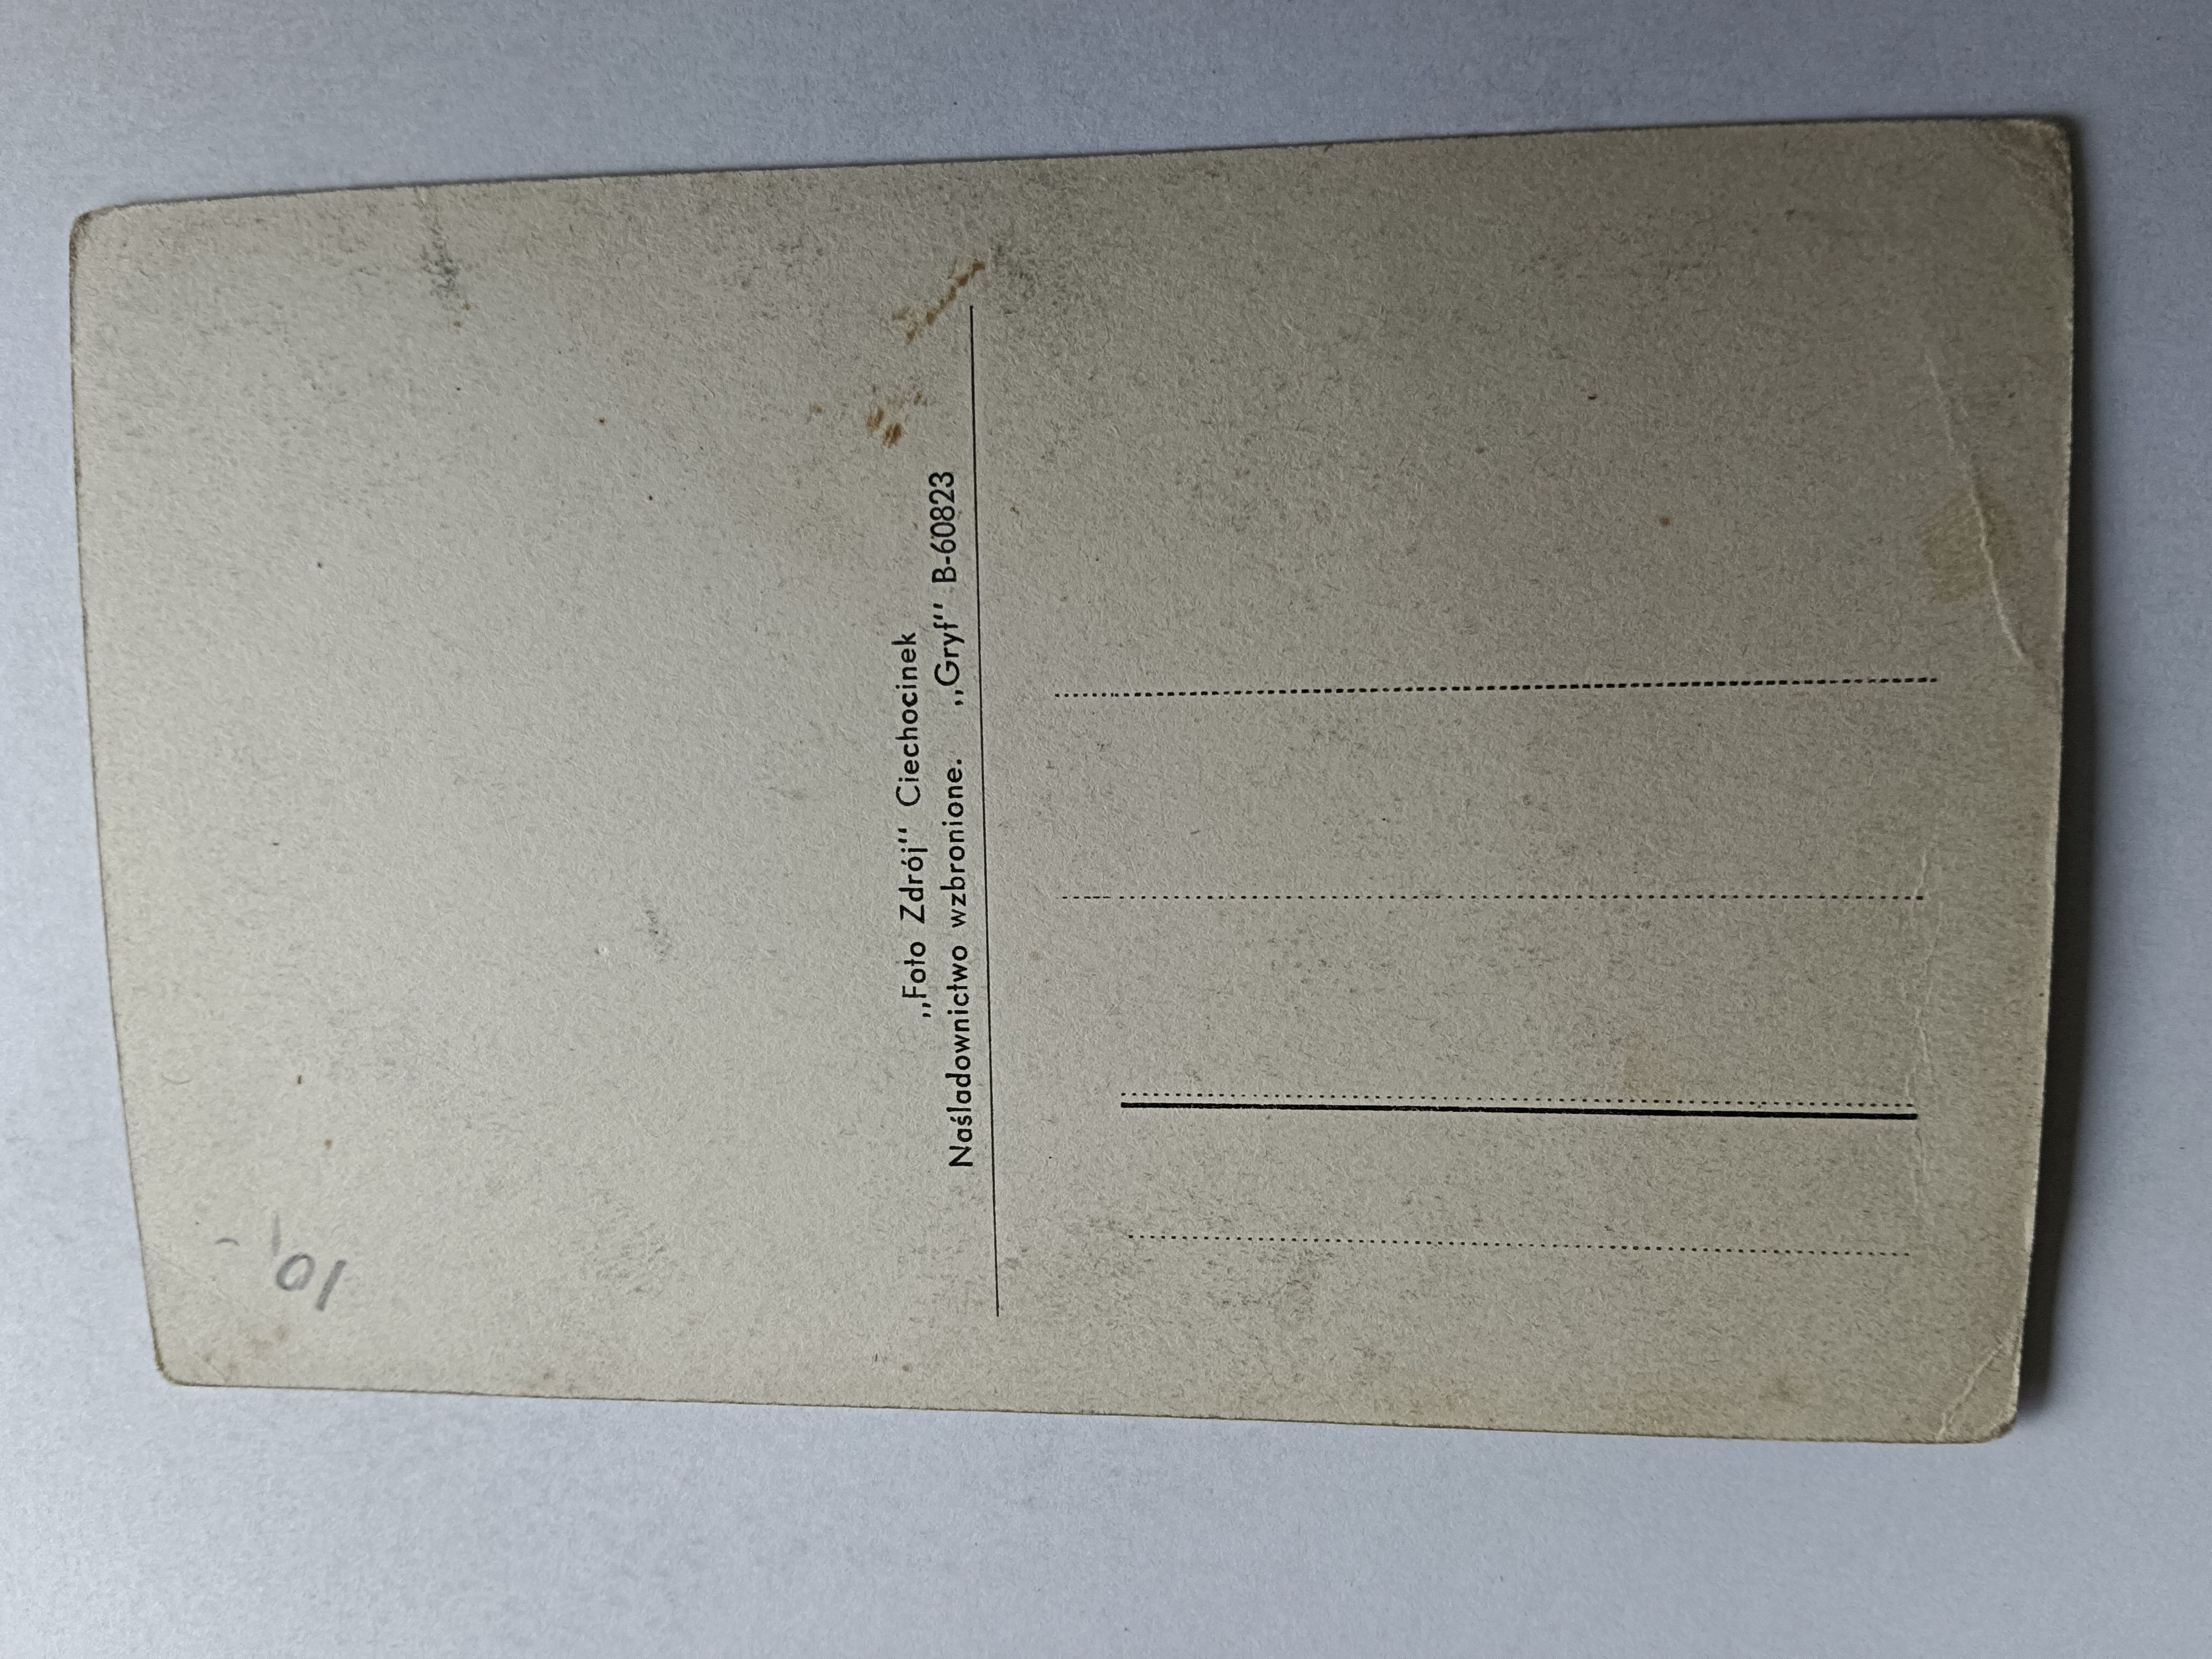 „Foto Zdrój" Ciechocinek
Naśladownictwo wzbronione. „Gryf" B-60823
10,-